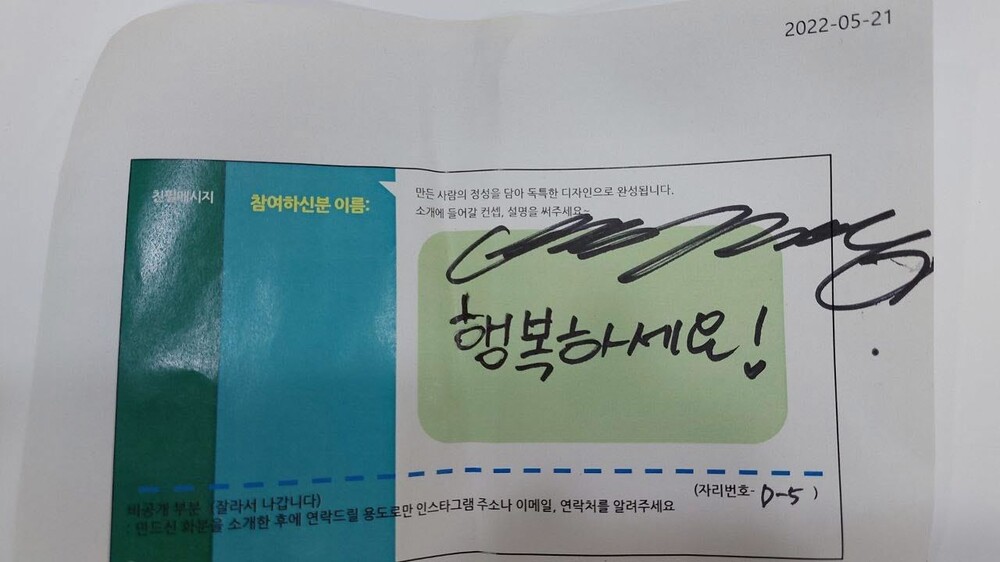 2022-05-21
친필메시지
참여하신분 이름:
만든 사람의 정성을 담아 독특한 디자인으로 완성됩니다.
소개에 들어갈 컨셉, 설명을 써주세요~
행복하세요!
(자리번호- D-5 )
비공개 부분 (잘라서 나갑니다)
: 만드신 화분을 소개한 후에 연락드릴 용도로만 인스타그램 주소나 이메일, 연락처를 알려주세요